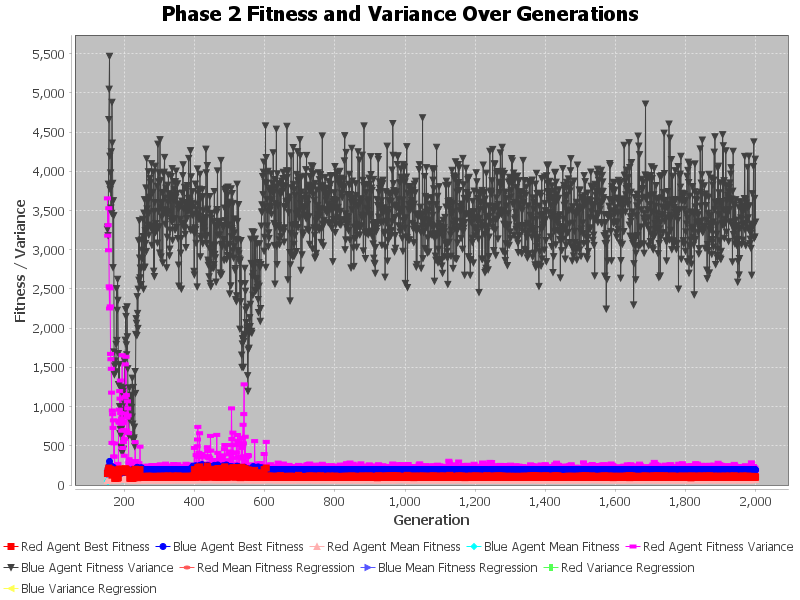 Phase 2 Fitness and Variance Over Generations
5,500
5,000
4,500
4,000
3,500
3,000
2,500
2,000
1,500
1,000
500
0
Fitness / Variance
200 400 600 800 1,000 1,200 1,400 1,600 1,800 2,000
Generation
Red Agent Best Fitness Blue Agent Best Fitness Red Agent Mean Fitness Blue Agent Mean Fitness Red Agent Fitness Variance
Blue Agent Fitness Variance Red Mean Fitness Regression Blue Mean Fitness Regression Red Variance Regression
Blue Variance Regression